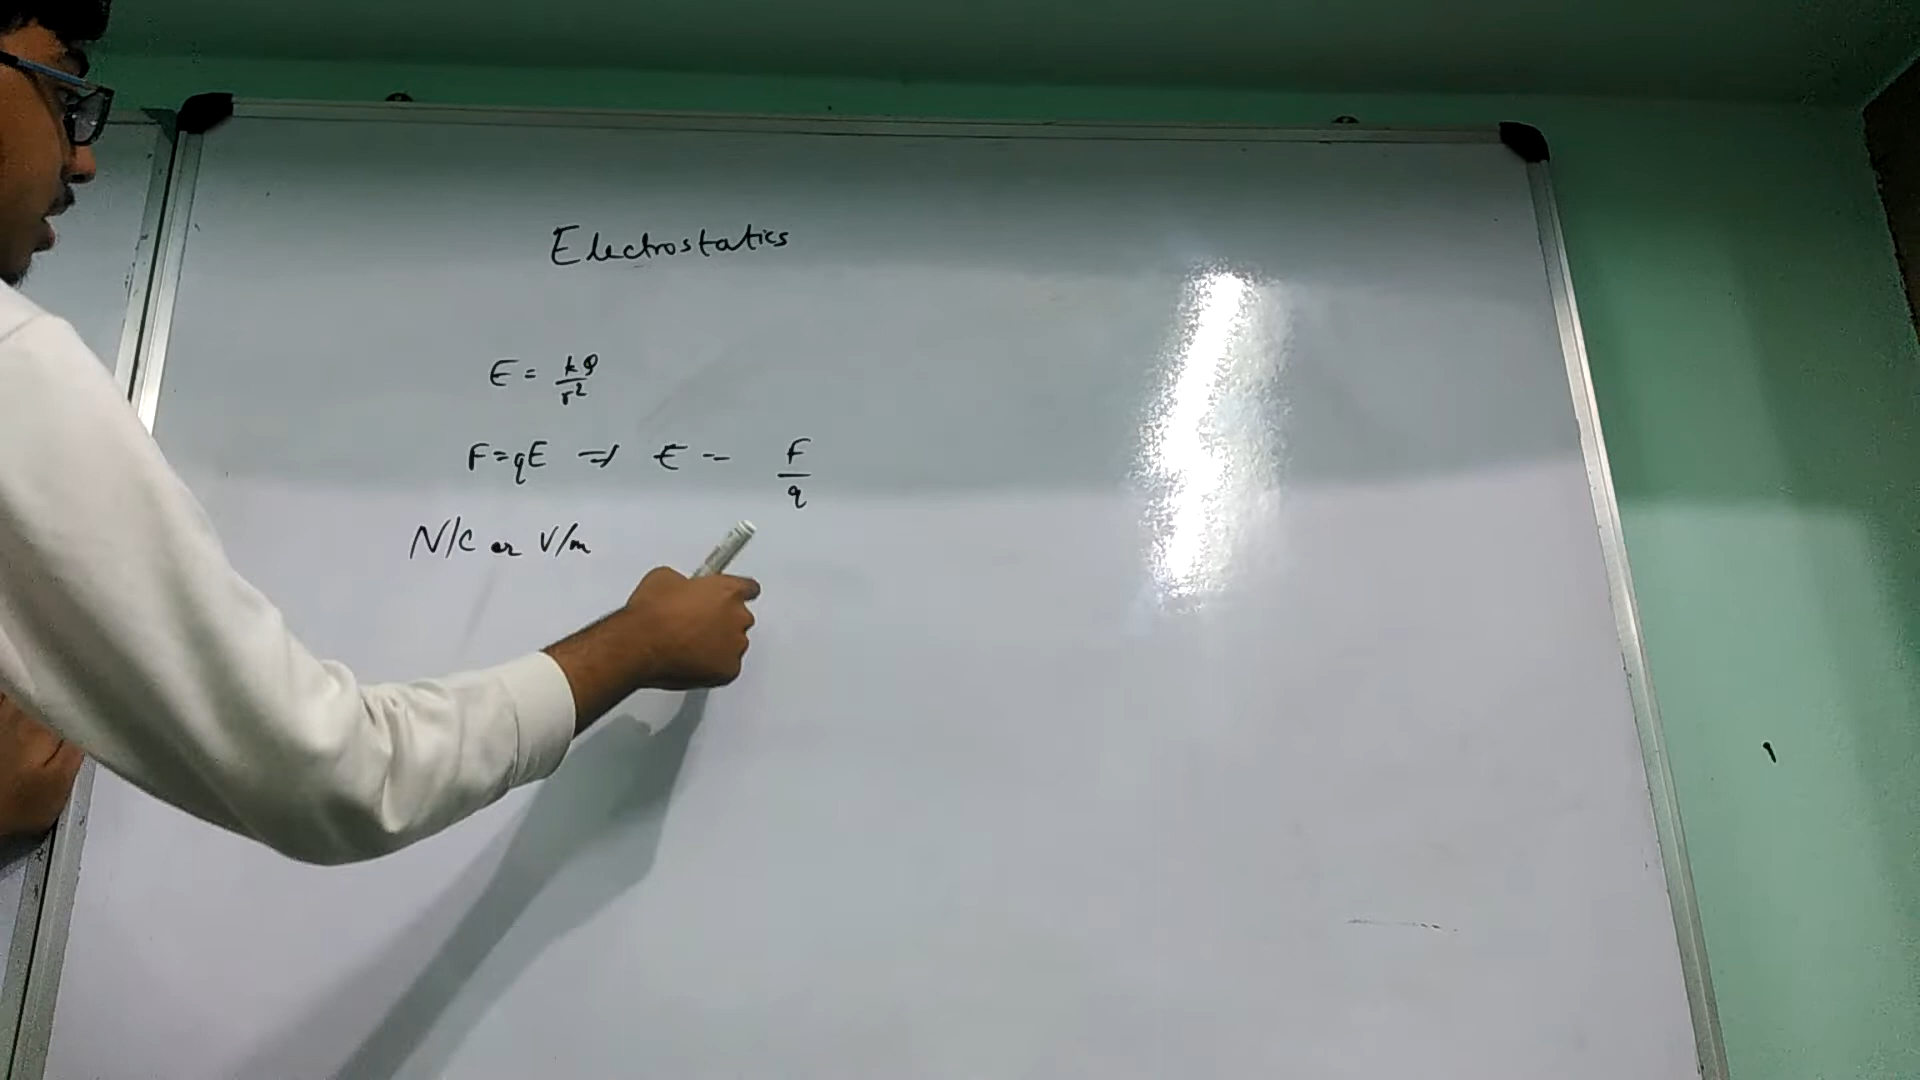 Electrostatics
E = kQ/r²
F = qE ⇒ E = F/q
N/C or V/m